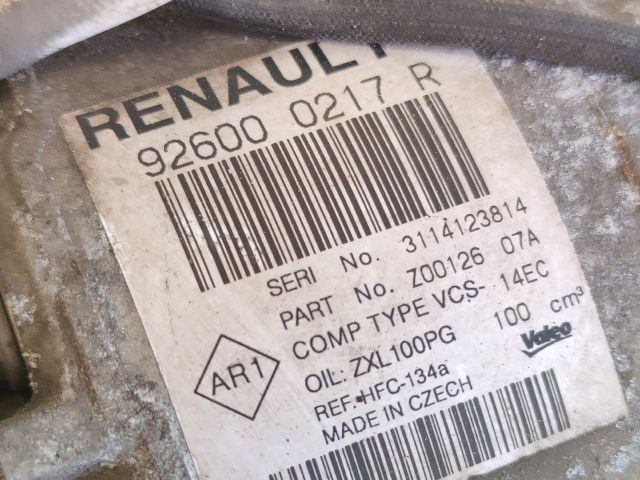 RENAULT
92600 0217 R
SERI No. 3114123814
PART No. Z00126 07A
COMP TYPE VCS- 14EC
OIL: ZXL100PG 100 cm³
REF. HFC-134a
MADE IN CZECH
AR1
Valeo